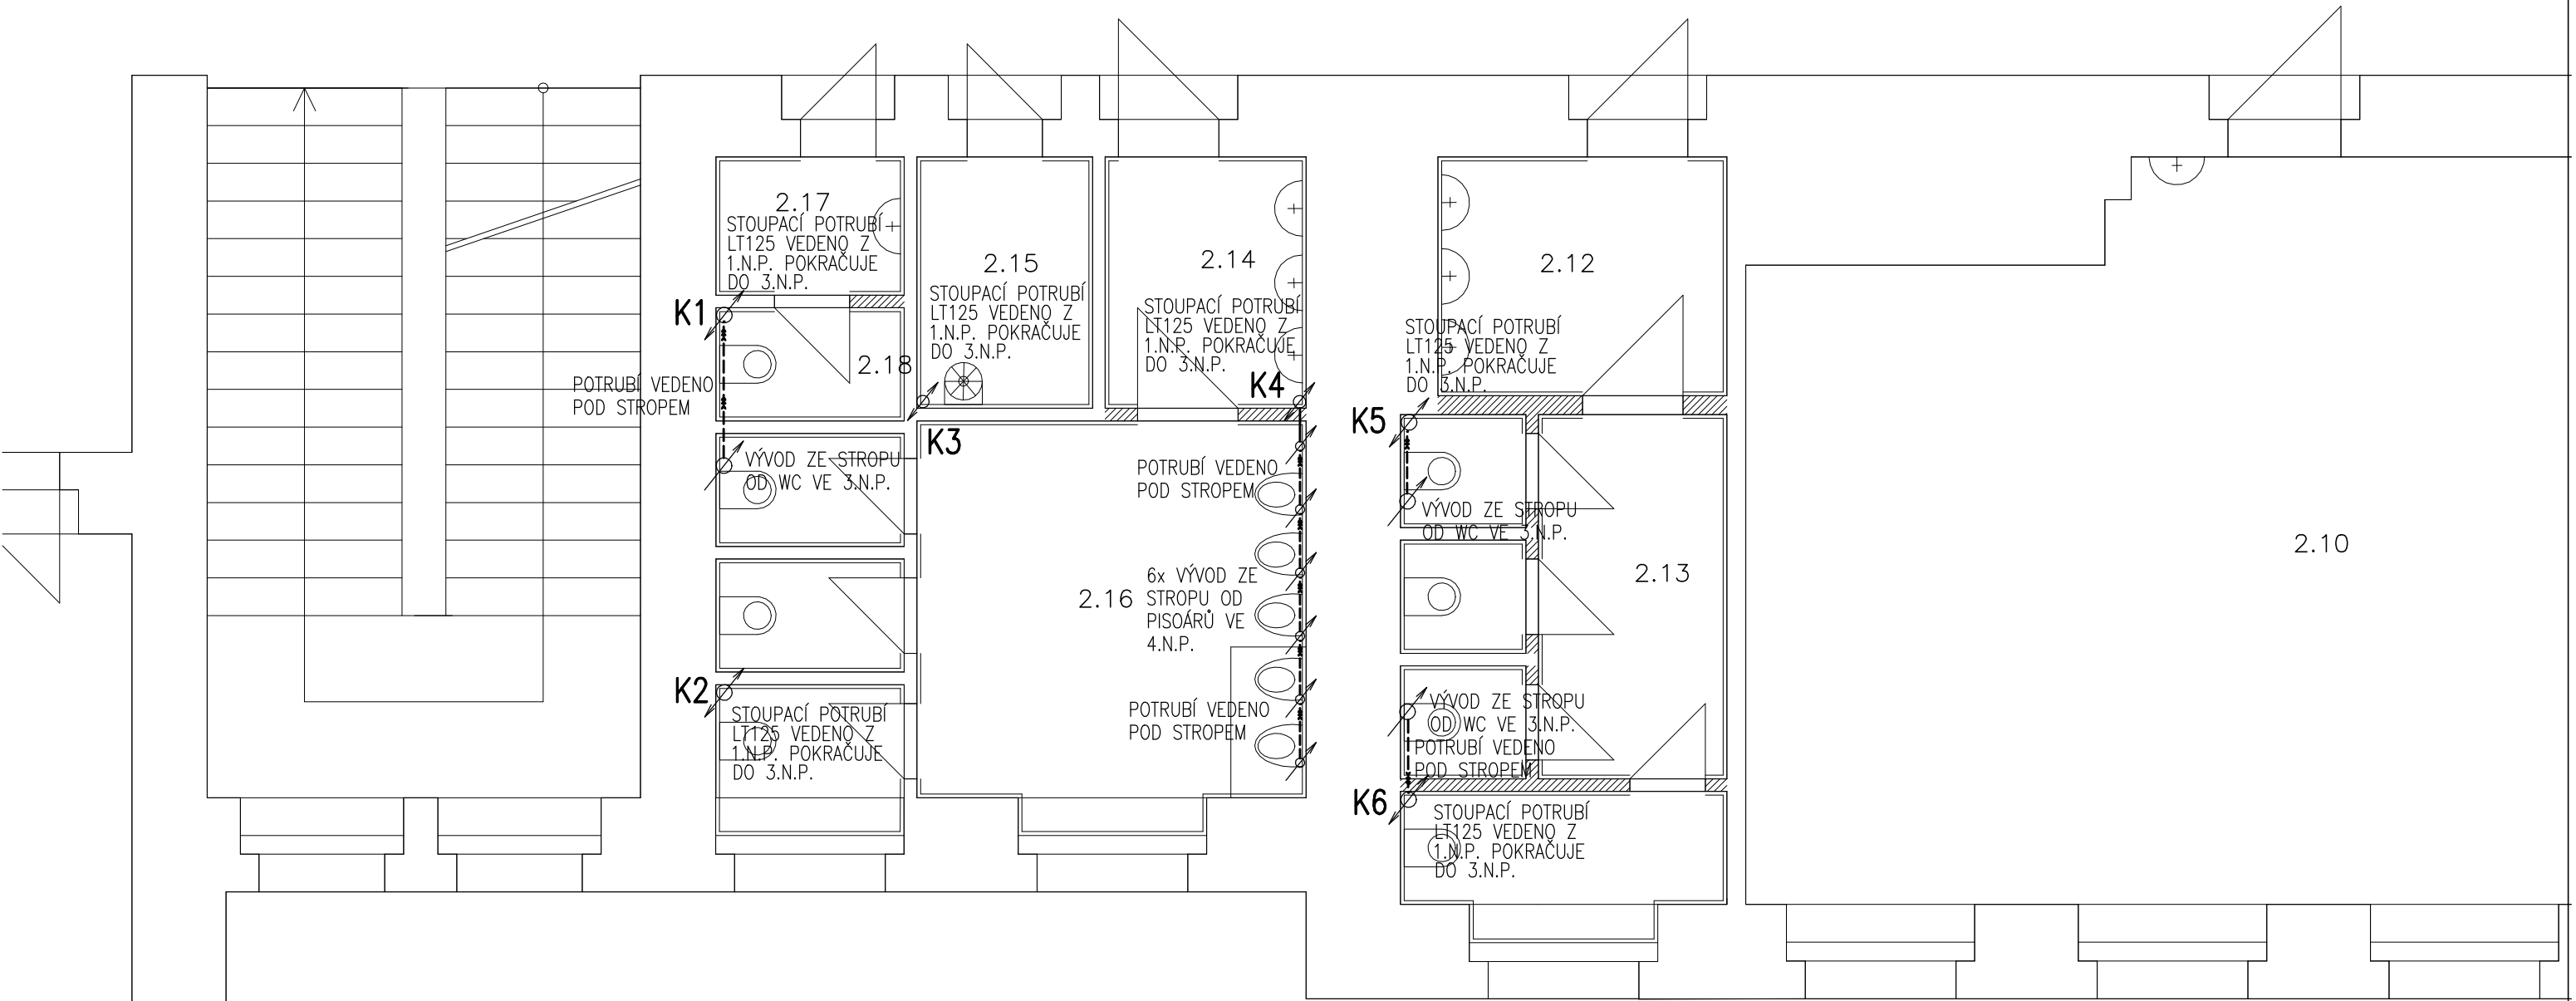 2.17
STOUPACÍ POTRUBÍ
LT125 VEDENO Z
1.N.P. POKRAČUJE
DO 3.N.P.
2.15
STOUPACÍ POTRUBÍ
LT125 VEDENO Z
1.N.P. POKRAČUJE
DO 3.N.P.
2.14
STOUPACÍ POTRUBÍ
LT125 VEDENO Z
1.N.P. POKRAČUJE
DO 3.N.P.
2.12
STOUPACÍ POTRUBÍ
LT125 VEDENO Z
1.N.P. POKRAČUJE
DO 3.N.P.
K1
2.18
POTRUBÍ VEDENO
POD STROPEM
K3
K4
K5
VÝVOD ZE STROPU
OD WC VE 3.N.P.
POTRUBÍ VEDENO
POD STROPEM
VÝVOD ZE STROPU
OD WC VE 3.N.P.
2.10
2.16
6x VÝVOD ZE
STROPU OD
PISOÁRŮ VE
4.N.P.
2.13
K2
STOUPACÍ POTRUBÍ
LT125 VEDENO Z
1.N.P. POKRAČUJE
DO 3.N.P.
POTRUBÍ VEDENO
POD STROPEM
VÝVOD ZE STROPU
OD WC VE 3.N.P.
POTRUBÍ VEDENO
POD STROPEM
K6
STOUPACÍ POTRUBÍ
LT125 VEDENO Z
1.N.P. POKRAČUJE
DO 3.N.P.